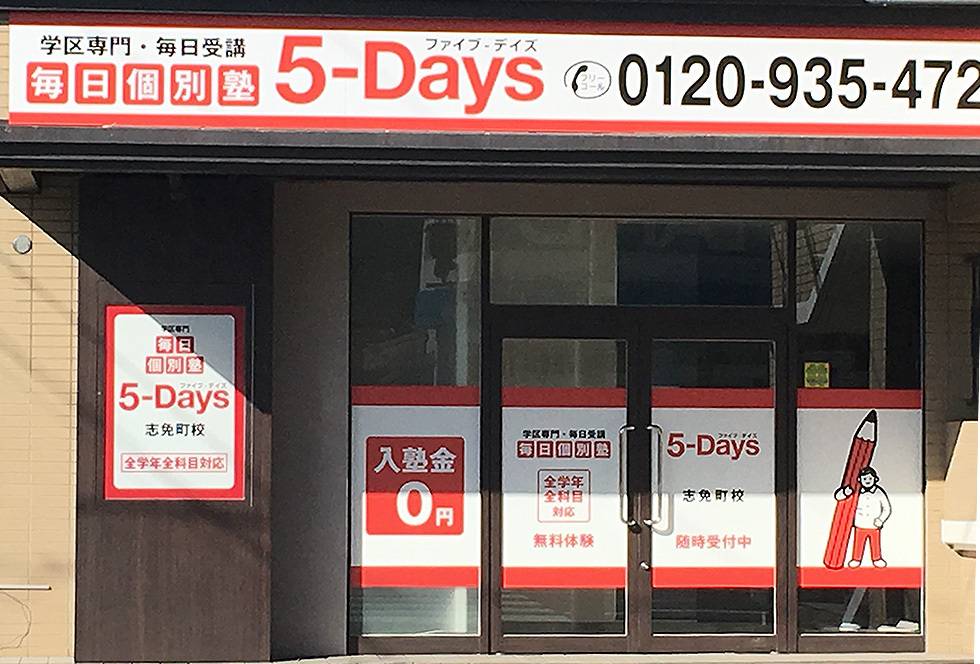 学区専門・毎日受講
毎日個別塾
ファイブ-デイズ
5-Days
フリー
コール
0120-935-472
学区専門
毎日
個別塾
ファイブ-デイズ
5-Days
志免町校
全学年全科目対応
入塾金
0円
学区専門・毎日受講
毎日個別塾
全学年
全科目
対応
無料体験
ファイブ-デイズ
5-Days
志免町校
随時受付中